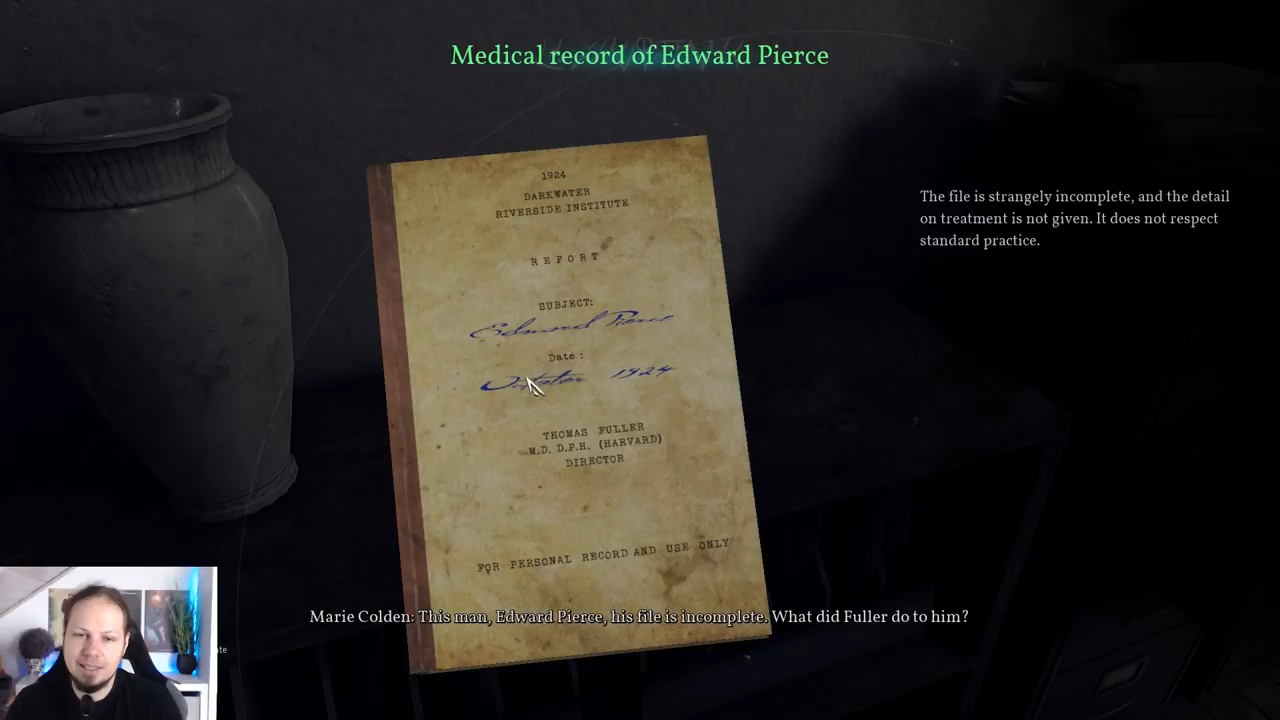 Medical record of Edward Pierce
1924
DARKWATER
RIVERSIDE INSTITUTE
REPORT
SUBJECT:
Edmund Pierce
Date :
October 1924
THOMAS FULLER
M.D. D.P.H. (HARVARD)
DIRECTOR
FOR PERSONAL RECORD AND USE ONLY
The file is strangely incomplete, and the detail
on treatment is not given. It does not respect
standard practice.
Marie Colden: This man, Edward Pierce, his file is incomplete. What did Fuller do to him?